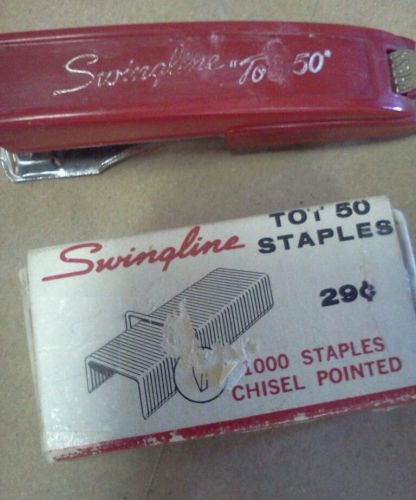 Swingline "Tot 50"
Swingline TOT 50
STAPLES
29¢
1000 STAPLES
CHISEL POINTED